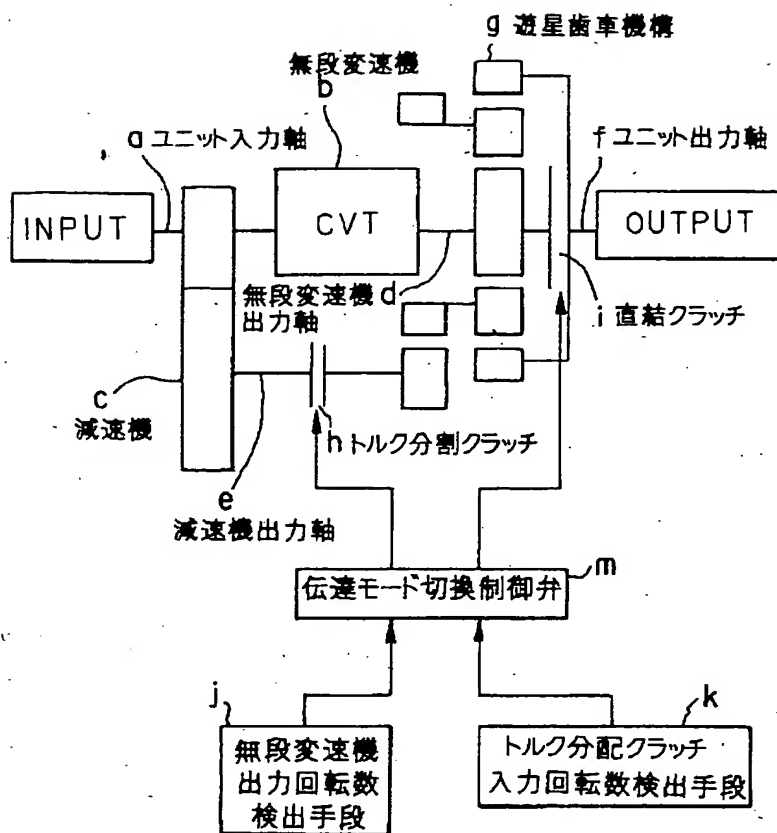 g 遊星歯車機構
無段変速機
b
a ユニット入力軸
f ユニット出力軸
INPUT
CVT
OUTPUT
無段変速機 d
出力軸
i 直結クラッチ
c
減速機
h トルク分割クラッチ
e
減速機出力軸
伝達モード切換制御弁
m
j
k
無段変速機
出力回転数
検出手段
トルク分配クラッチ
入力回転数検出手段